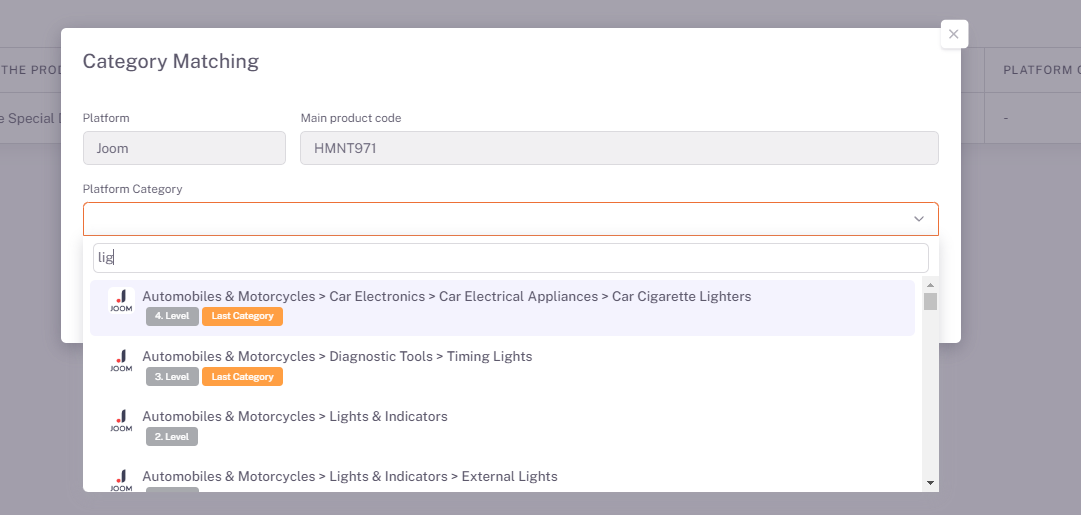 Category Matching
THE PROD
PLATFORM C
Platform
Main product code
e Special
-
Joom
HMNT971
Platform Category
lig
Automobiles & Motorcycles > Car Electronics > Car Electrical Appliances > Car Cigarette Lighters
JOOM
4. Level Last Category
Automobiles & Motorcycles > Diagnostic Tools > Timing Lights
JOOM
3. Level Last Category
Automobiles & Motorcycles > Lights & Indicators
JOOM
2. Level
Automobiles & Motorcycles > Lights & Indicators > External Lights
JOOM